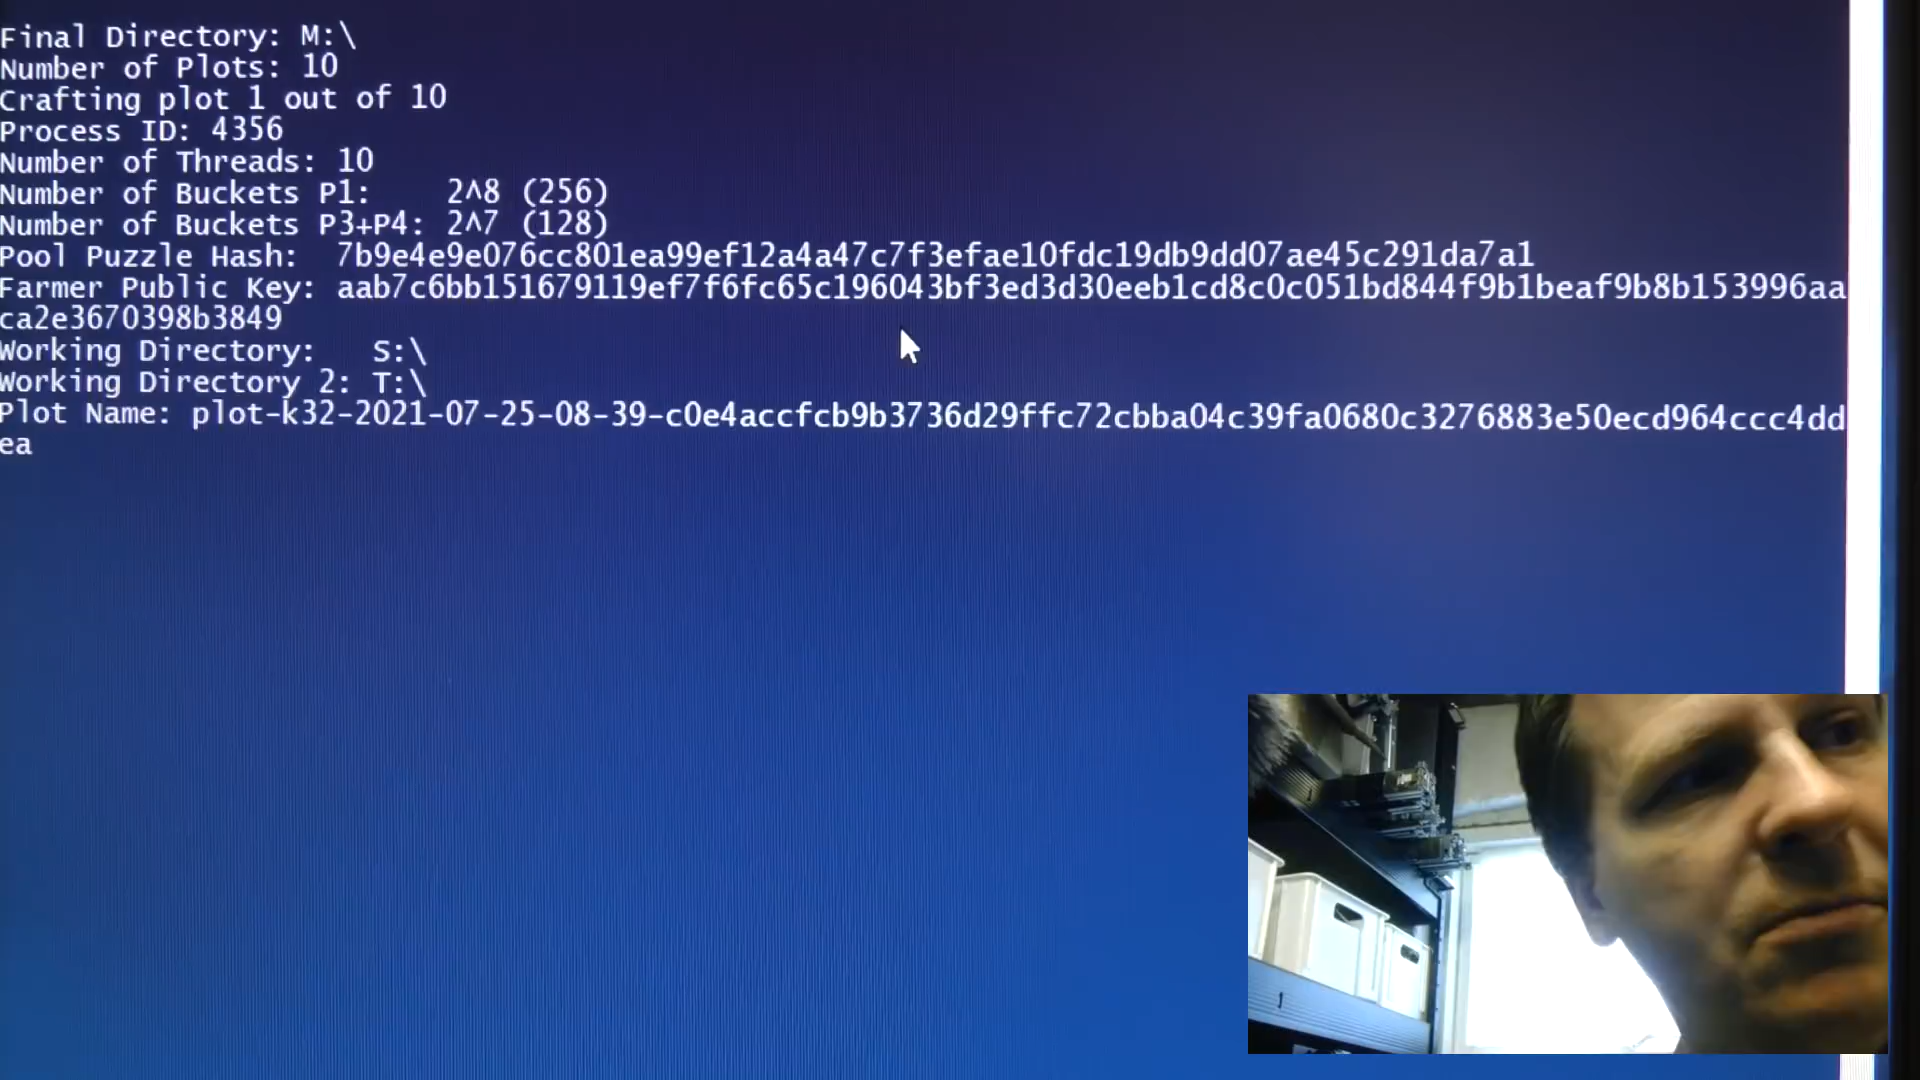 Final Directory: M:\
Number of Plots: 10
Crafting plot 1 out of 10
Process ID: 4356
Number of Threads: 10
Number of Buckets P1:    2^8 (256)
Number of Buckets P3+P4: 2^7 (128)
Pool Puzzle Hash:  7b9e4e9e076cc801ea99ef12a4a47c7f3efae10fdc19db9dd07ae45c291da7a1
Farmer Public Key: aab7c6bb151679119ef7f6fc65c196043bf3ed3d30eeb1cd8c0c051bd844f9b1beaf9b8b153996aa
ca2e3670398b3849
Working Directory:   S:\
Working Directory 2: T:\
Plot Name: plot-k32-2021-07-25-08-39-c0e4accfcb9b3736d29ffc72cbba04c39fa0680c3276883e50ecd964ccc4dd
ea
1
1